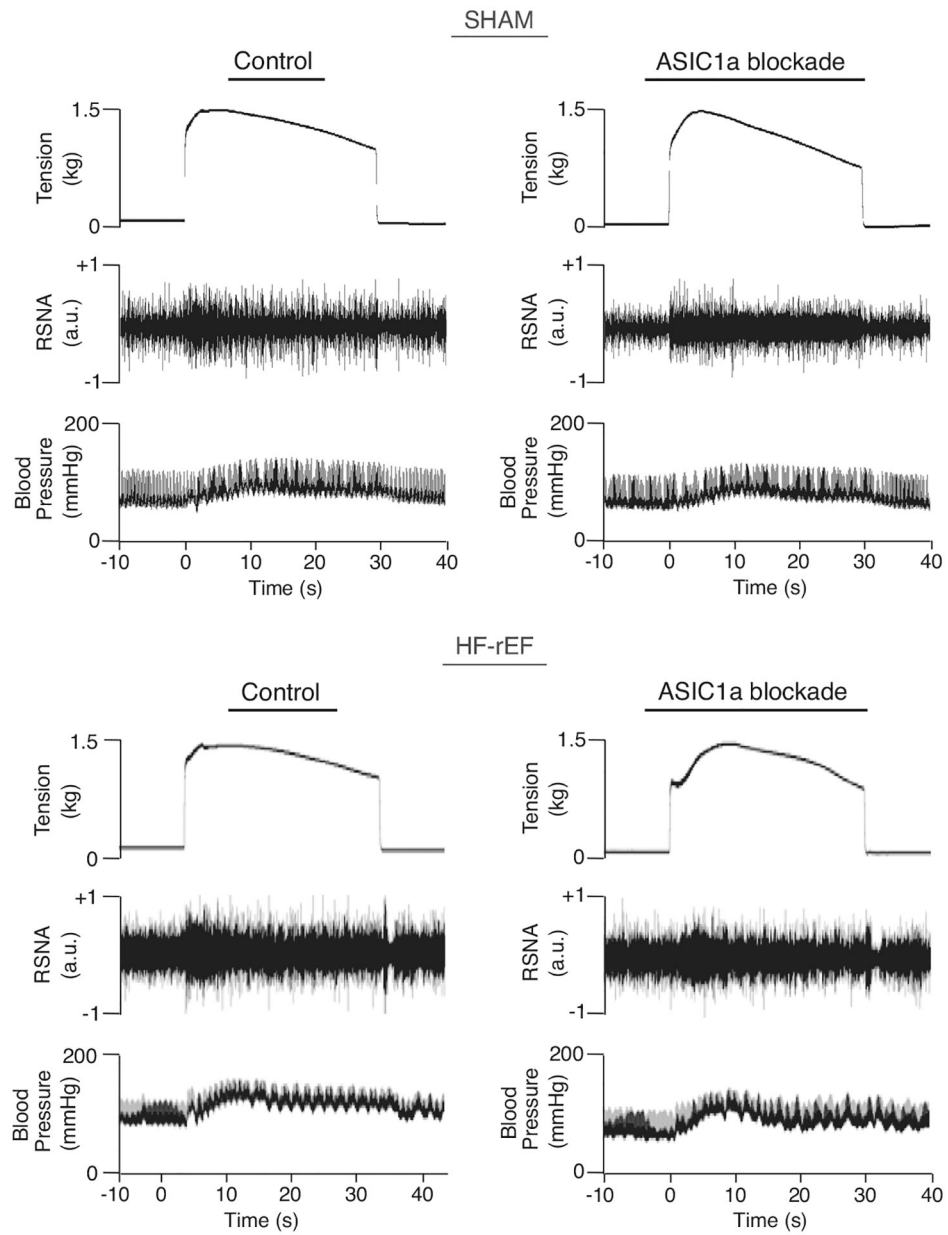 SHAM
Control
ASIC1a blockade
1.5
Tension
(kg)
0
1.5
Tension
(kg)
0
+1
RSNA
(a.u.)
-1
+1
RSNA
(a.u.)
-1
200
Blood
Pressure
(mmHg)
0
-10 0 10 20 30 40
Time (s)
200
Blood
Pressure
(mmHg)
0
-10 0 10 20 30 40
Time (s)
HF-rEF
Control
ASIC1a blockade
1.5
Tension
(kg)
0
1.5
Tension
(kg)
0
+1
RSNA
(a.u.)
-1
+1
RSNA
(a.u.)
-1
200
Blood
Pressure
(mmHg)
0
-10 0 10 20 30 40
Time (s)
200
Blood
Pressure
(mmHg)
0
-10 0 10 20 30 40
Time (s)